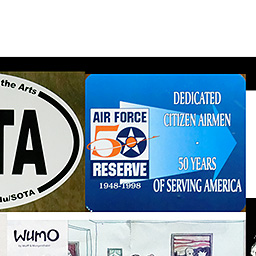 the Arts
TA
du/SOTA
AIR FORCE
50
RESERVE
1948-1998
DEDICATED
CITIZEN AIRMEN
-
50 YEARS
OF SERVING AMERICA
WUMO